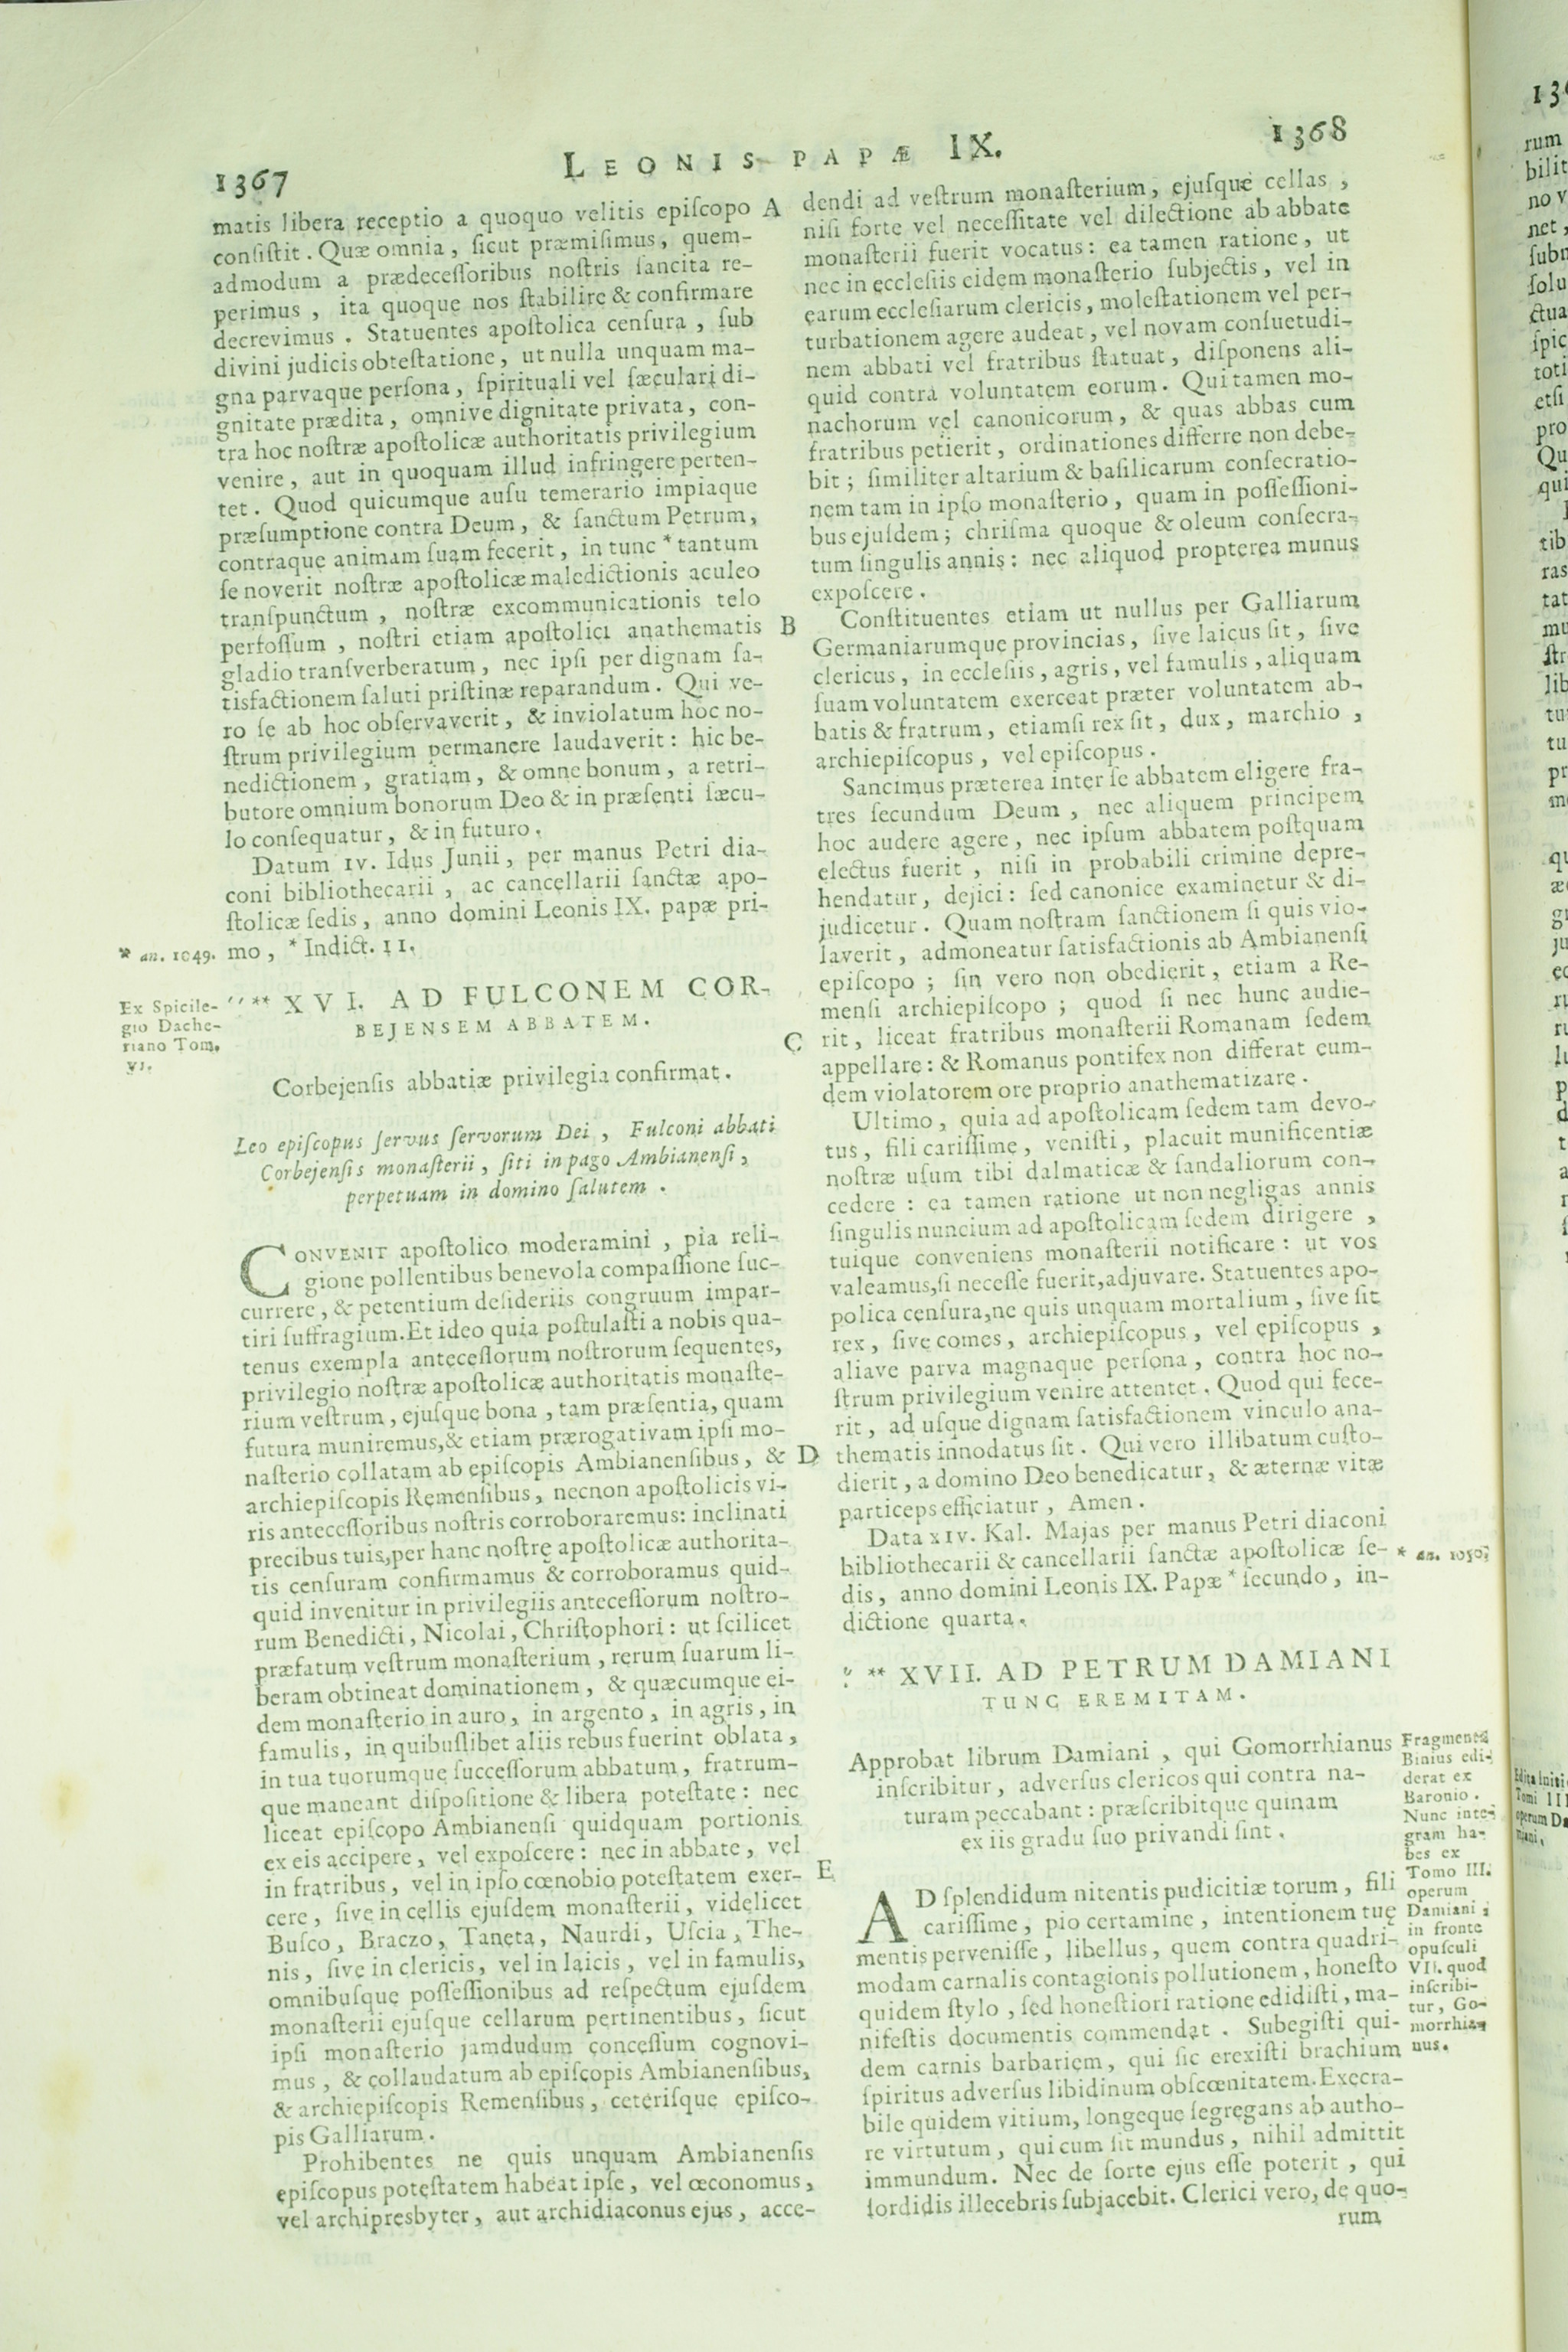 1367
LEONIS PAPÆ IX.
1368
matis libera receptio a quoquo velitis episcopo
consistit. Quæ omnia, sicut præmisimus, quem-
admodum a prædecessoribus nostris sancita re-
perimus, ita quoque nos stabilire & confirmare
decrevimus. Statuentes apostolica censura, sub
divini judicis obtestatione, ut nulla unquam ma-
gna parvaque persona, spirituali vel sæculari di-
gnitate prædita, omnive dignitate privata, con-
tra hoc nostræ apostolicæ authoritatis privilegium
venire, aut in quoquam illud infringere perten-
tet. Quod quicumque ausu temerario impiaque
præsumptione contra Deum, & sanctum Petrum,
contraque animam suam fecerit, in tunc * tantum
se noverit nostræ apostolicæ maledictionis aculeo
transpunctum, nostræ excommunicationis telo
perfossum, nostri etiam apostolici anathematis
gladio transverberatum, nec ipsi per dignam sa-
tisfactionem saluti pristinæ reparandum. Qui ve-
ro se ab hoc observaverit, & inviolatum hoc no-
strum privilegium permanere laudaverit: hic be-
nedictionem, gratiam, & omne bonum, a retri-
butore omnium bonorum Deo & in præsenti sæcu-
lo consequatur, & in futuro.
Datum IV. Idus Junii, per manus Petri dia-
coni bibliothecarii, ac cancellarii sanctæ apo-
stolicæ sedis, anno domini Leonis IX. papæ pri-
mo, * Indict. II.
* an. 1049.
** XVI. AD FULCONEM COR-
BEJENSEM ABBATEM.
Ex Spicile-
gio Dache-
riano Tom.
VI.
Corbejensis abbatiæ privilegia confirmat.
Leo episcopus servus servorum Dei, Fulconi abbati
Corbejensis monasterii, siti in pago Ambianensi,
perpetuam in domino salutem.
CONVENIT apostolico moderamini, pia reli-
gione pollentibus benevola compassione suc-
currere, & petentium desideriis congruum impar-
tiri suffragium. Et ideo quia postulasti a nobis qua-
tenus exempla antecessorum nostrorum sequentes,
privilegio nostræ apostolicæ authoritatis monaste-
rium vestrum, ejusque bona, tam præsentia, quam
futura muniremus, & etiam prærogativam ipsi mo-
nasterio collatam ab episcopis Ambianensibus, &
archiepiscopis Remensibus, necnon apostolicis vi-
ris antecessoribus nostris corroboraremus: inclinati
precibus tuis, per hanc nostrę apostolicæ authorita-
tis censuram confirmamus & corroboramus quid-
quid invenitur in privilegiis antecessorum nostro-
rum Benedicti, Nicolai, Christophori: ut scilicet
præfatum vestrum monasterium, rerum suarum li-
beram obtineat dominationem, & quæcumque ei-
dem monasterio in auro, in argento, in agris, in
famulis, in quibuslibet aliis rebus fuerint oblata,
in tua tuorumque successorum abbatum, fratrum-
que maneant dispositione & libera potestate: nec
liceat episcopo Ambianensi quidquam portionis
ex eis accipere, vel exposcere: nec in abbate, vel
in fratribus, vel in ipso cœnobio potestatem exer-
cere, sive in cellis ejusdem monasterii, videlicet
Busco, Braczo, Taneta, Naurdi, Uscia, The-
nis, sive in clericis, vel in laicis, vel in famulis,
omnibusque possessionibus ad respectum ejusdem
monasterii ejusque cellarum pertinentibus, sicut
ipsi monasterio jamdudum concessum cognovi-
mus, & collaudatum ab episcopis Ambianensibus,
& archiepiscopis Remensibus, ceterisque episco-
pis Galliarum.
Prohibentes ne quis unquam Ambianensis
episcopus potestatem habeat ipse, vel œconomus,
vel archipresbyter, aut archidiaconus ejus, acce-
A
B
C
D
E
dendi ad vestrum monasterium, ejusque cellas,
nisi forte vel necessitate vel dilectione ab abbate
monasterii fuerit vocatus: ea tamen ratione, ut
nec in ecclesiis eidem monasterio subjectis, vel in
earum ecclesiarum clericis, molestationem vel per-
turbationem agere audeat, vel novam consuetudi-
nem abbati vel fratribus statuat, disponens ali-
quid contra voluntatem eorum. Qui tamen mo-
nachorum vel canonicorum, & quas abbas cum
fratribus petierit, ordinationes differre non debe-
bit; similiter altarium & basilicarum consecratio-
nem tam in ipso monasterio, quam in possessioni-
bus ejusdem; chrisma quoque & oleum consecra-
tum singulis annis: nec aliquod propterea munus
exposcere.
Constituentes etiam ut nullus per Galliarum
Germaniarumque provincias, sive laicus sit, sive
clericus, in ecclesiis, agris, vel famulis, aliquam
suam voluntatem exerceat præter voluntatem ab-
batis & fratrum, etiamsi rex sit, dux, marchio,
archiepiscopus, vel episcopus.
Sancimus præterea inter se abbatem eligere fra-
tres secundum Deum, nec aliquem principem
hoc audere agere, nec ipsum abbatem postquam
electus fuerit, nisi in probabili crimine depre-
hendatur, dejici: sed canonice examinetur & di-
judicetur. Quam nostram sanctionem si quis vio-
laverit, admoneatur satisfactionis ab Ambianensi
episcopo; sin vero non obedierit, etiam a Re-
mensi archiepiscopo; quod si nec hunc audie-
rit, liceat fratribus monasterii Romanam sedem
appellare: & Romanus pontifex non differat eum-
dem violatorem ore proprio anathematizare.
Ultimo, quia ad apostolicam sedem tam devo-
tus, fili carissime, venisti, placuit munificentiæ
nostræ usum tibi dalmaticæ & sandaliorum con-
cedere: ea tamen ratione ut non negligas annis
singulis nuncium ad apostolicam sedem dirigere,
tuique conveniens monasterii notificare: ut vos
valeamus, si necesse fuerit, adjuvare. Statuentes apo-
polica censura, ne quis unquam mortalium, sive sit
rex, sive comes, archiepiscopus, vel episcopus,
aliave parva magnaque persona, contra hoc no-
strum privilegium venire attentet. Quod qui fece-
rit, ad usque dignam satisfactionem vinculo ana-
thematis innodatus sit. Qui vero illibatum custo-
dierit, a domino Deo benedicatur, & æternæ vitæ
particeps efficiatur, Amen.
Data XIV. Kal. Majas per manus Petri diaconi
bibliothecarii & cancellarii sanctæ apostolicæ se-
dis, anno domini Leonis IX. Papæ * secundo, in-
dictione quarta.
* an. 1050.
** XVII. AD PETRUM DAMIANI
TUNC EREMITAM.
Approbat librum Damiani, qui Gomorrhianus
inscribitur, adversus clericos qui contra na-
turam peccabant: præscribitque quinam
ex iis gradu suo privandi sint.
AD splendidum nitentis pudicitiæ torum, fili
carissime, pio certamine, intentionem tuę
mentis pervenisse, libellus, quem contra quadri-
modam carnalis contagionis pollutionem, honesto
quidem stylo, sed honestiori ratione edidisti, ma-
nifestis documentis commendat. Subegisti qui-
dem carnis barbariem, qui sic erexisti brachium
spiritus adversus libidinum obscœnitatem. Execra-
bile quidem vitium, longeque segregans ab autho-
re virtutum, qui cum sit mundus, nihil admittit
immundum. Nec de sorte ejus esse poterit, qui
sordidis illecebris subjacebit. Clerici vero, de quo-
rum
Fragmenta
Binius edi-
derat ex
Baronio.
Nunc inte-
gram ha-
bes ex
Tomo III.
operum
Damiani,
in fronte
opusculi
VII. quod
inscribi-
tur, Go-
morrhia-
nus.